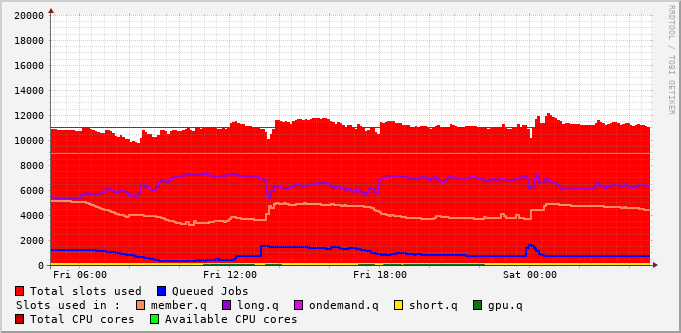 RRDTOOL / TOBI OETIKER
20000
18000
16000
14000
12000
10000
8000
6000
4000
2000
0
Fri 06:00 Fri 12:00 Fri 18:00 Sat 00:00
Total slots used Queued Jobs
Slots used in : member.q long.q ondemand.q short.q gpu.q
Total CPU cores Available CPU cores